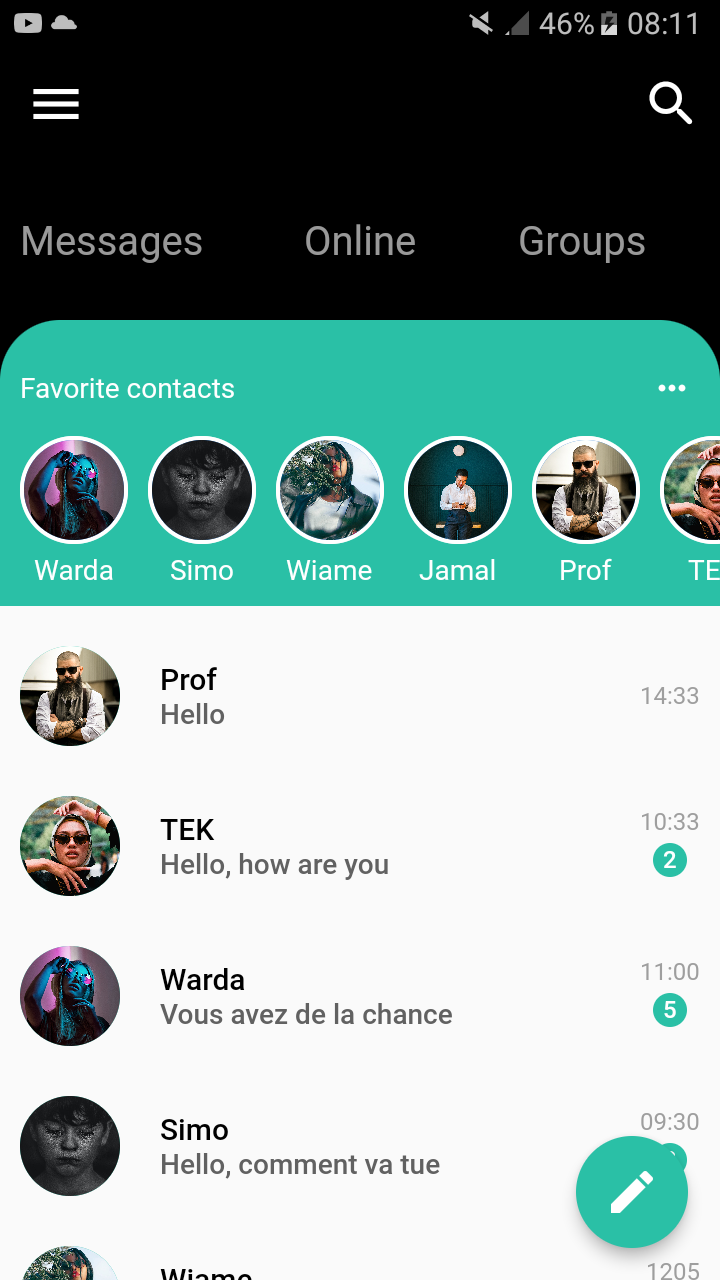 46% 08:11
Messages Online Groups
Favorite contacts
Warda Simo Wiame Jamal Prof TE
Prof
Hello
14:33
TEK
Hello, how are you
10:33
2
Warda
Vous avez de la chance
11:00
5
Simo
Hello, comment va tue
09:30
Wiame
1205